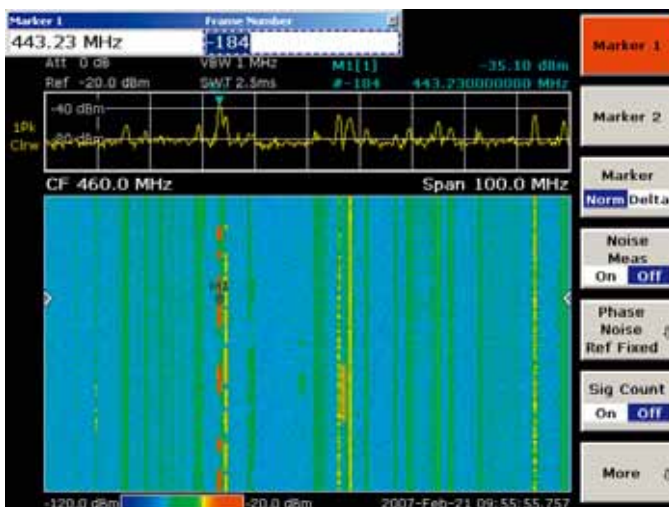 Marker 1 Frame Number
443.23 MHz -184
Att 0 dB VBW 1 MHz M1[1] -35.10 dBm
Ref -20.0 dBm SWT 2.5ms #-184 443.230000000 MHz
-40 dBm
1Pk
Clrw -80 dBm
CF 460.0 MHz Span 100.0 MHz
M1
-120.0 dBm -20.0 dBm 2007-Feb-21 09:55:55.757
Marker 1
Marker 2
Marker
Norm Delta
Noise
Meas
On Off
Phase
Noise
Ref Fixed
Sig Count
On Off
More